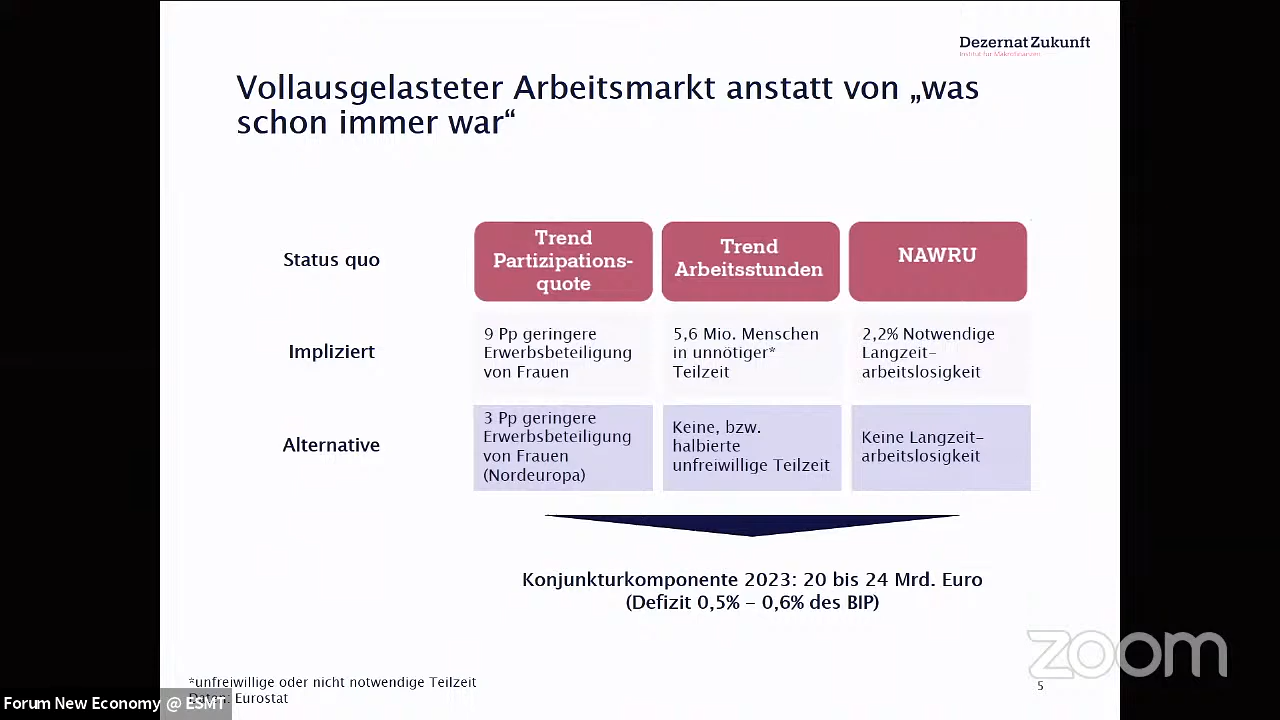 Dezernat Zukunft
Institut für Makrofinanzen
Vollausgelasteter Arbeitsmarkt anstatt von „was
schon immer war“
Status quo
Trend
Partizipations-
quote
Trend
Arbeitsstunden
NAWRU
Impliziert
9 Pp geringere
Erwerbsbeteiligung
von Frauen
5,6 Mio. Menschen
in unnötiger*
Teilzeit
2,2% Notwendige
Langzeit-
arbeitslosigkeit
Alternative
3 Pp geringere
Erwerbsbeteiligung
von Frauen
(Nordeuropa)
Keine, bzw.
halbierte
unfreiwillige Teilzeit
Keine Langzeit-
arbeitslosigkeit
Konjunkturkomponente 2023: 20 bis 24 Mrd. Euro
(Defizit 0,5% – 0,6% des BIP)
zoom
*unfreiwillige oder nicht notwendige Teilzeit
Daten: Eurostat
5
Forum New Economy @ ESMT